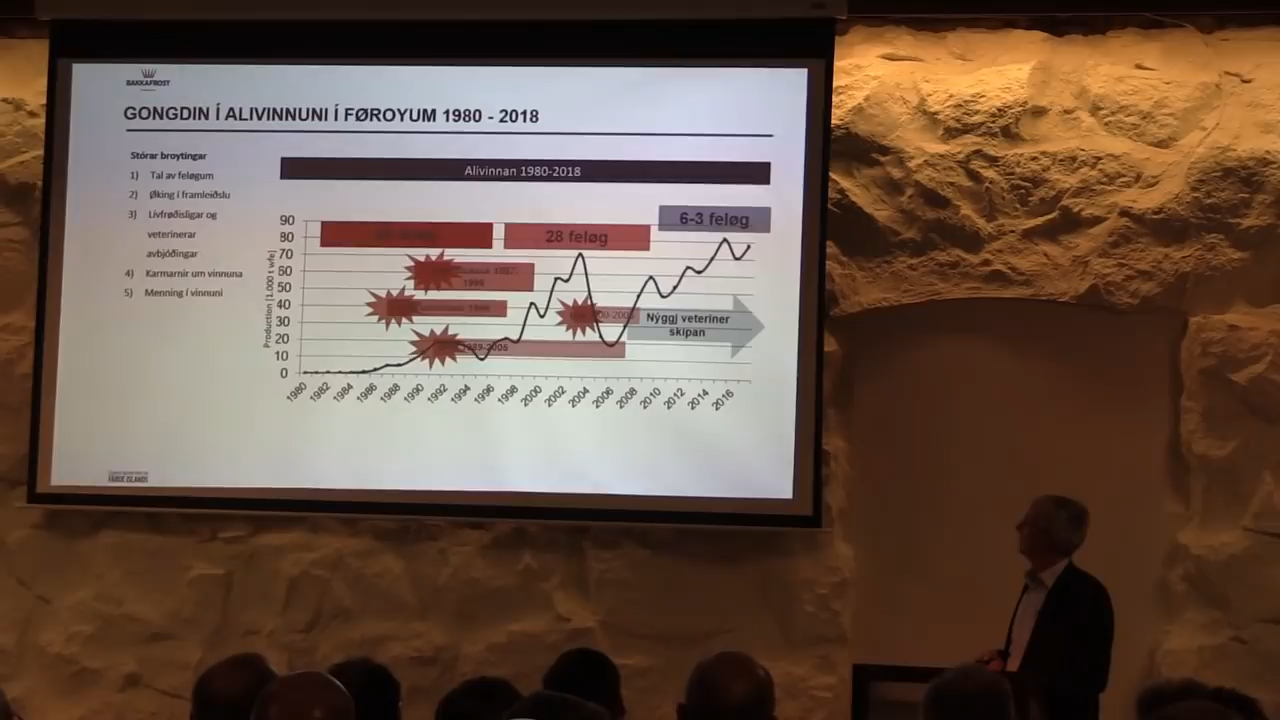 BAKKAFROST
GONGDIN Í ALIVINNUNI Í FØROYUM 1980 - 2018
Stórar broytingar
1) Tal av feløgum
2) Øking í framleiðslu
3) Lívfrøðisligar og
veterinerar
avbjóðingar
4) Karmarnir um vinnuna
5) Menning í vinnuni
Alivinnan 1980-2018
6-3 feløg
28 feløg
Nýggj veteriner
skipan
Production (1.000 t wfe)
90
80
70
60
50
40
30
20
10
0
1980
1982
1984
1986
1988
1990
1992
1994
1996
1998
2000
2002
2004
2006
2008
2010
2012
2014
2016
FAROE ISLANDS